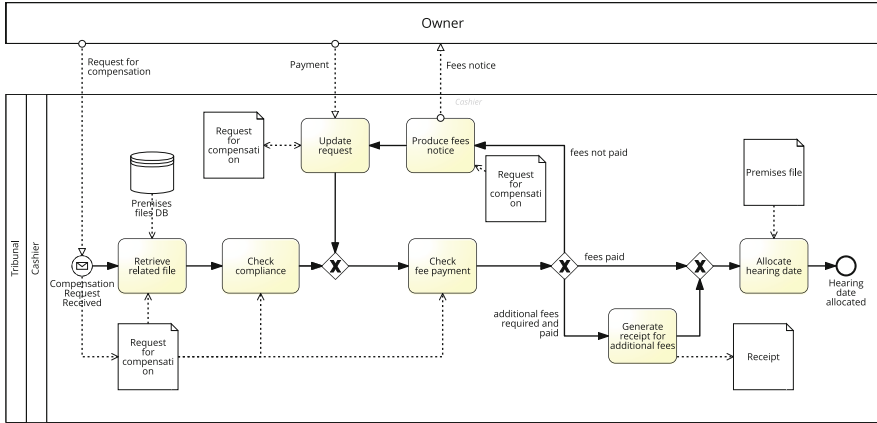 Owner
Request for
compensation
Payment
Fees notice
Cashier
Tribunal
Cashier
Request
for
compensati
on
Update
request
Produce fees
notice
Request
for
compensati
on
fees not paid
Premises file
Premises
files DB
Compensation
Request
Received
Retrieve
related file
Check
compliance
Check
fee payment
fees paid
Allocate
hearing date
Hearing
date
allocated
additional fees
required and
paid
Generate
receipt for
additional fees
Request
for
compensati
on
Receipt